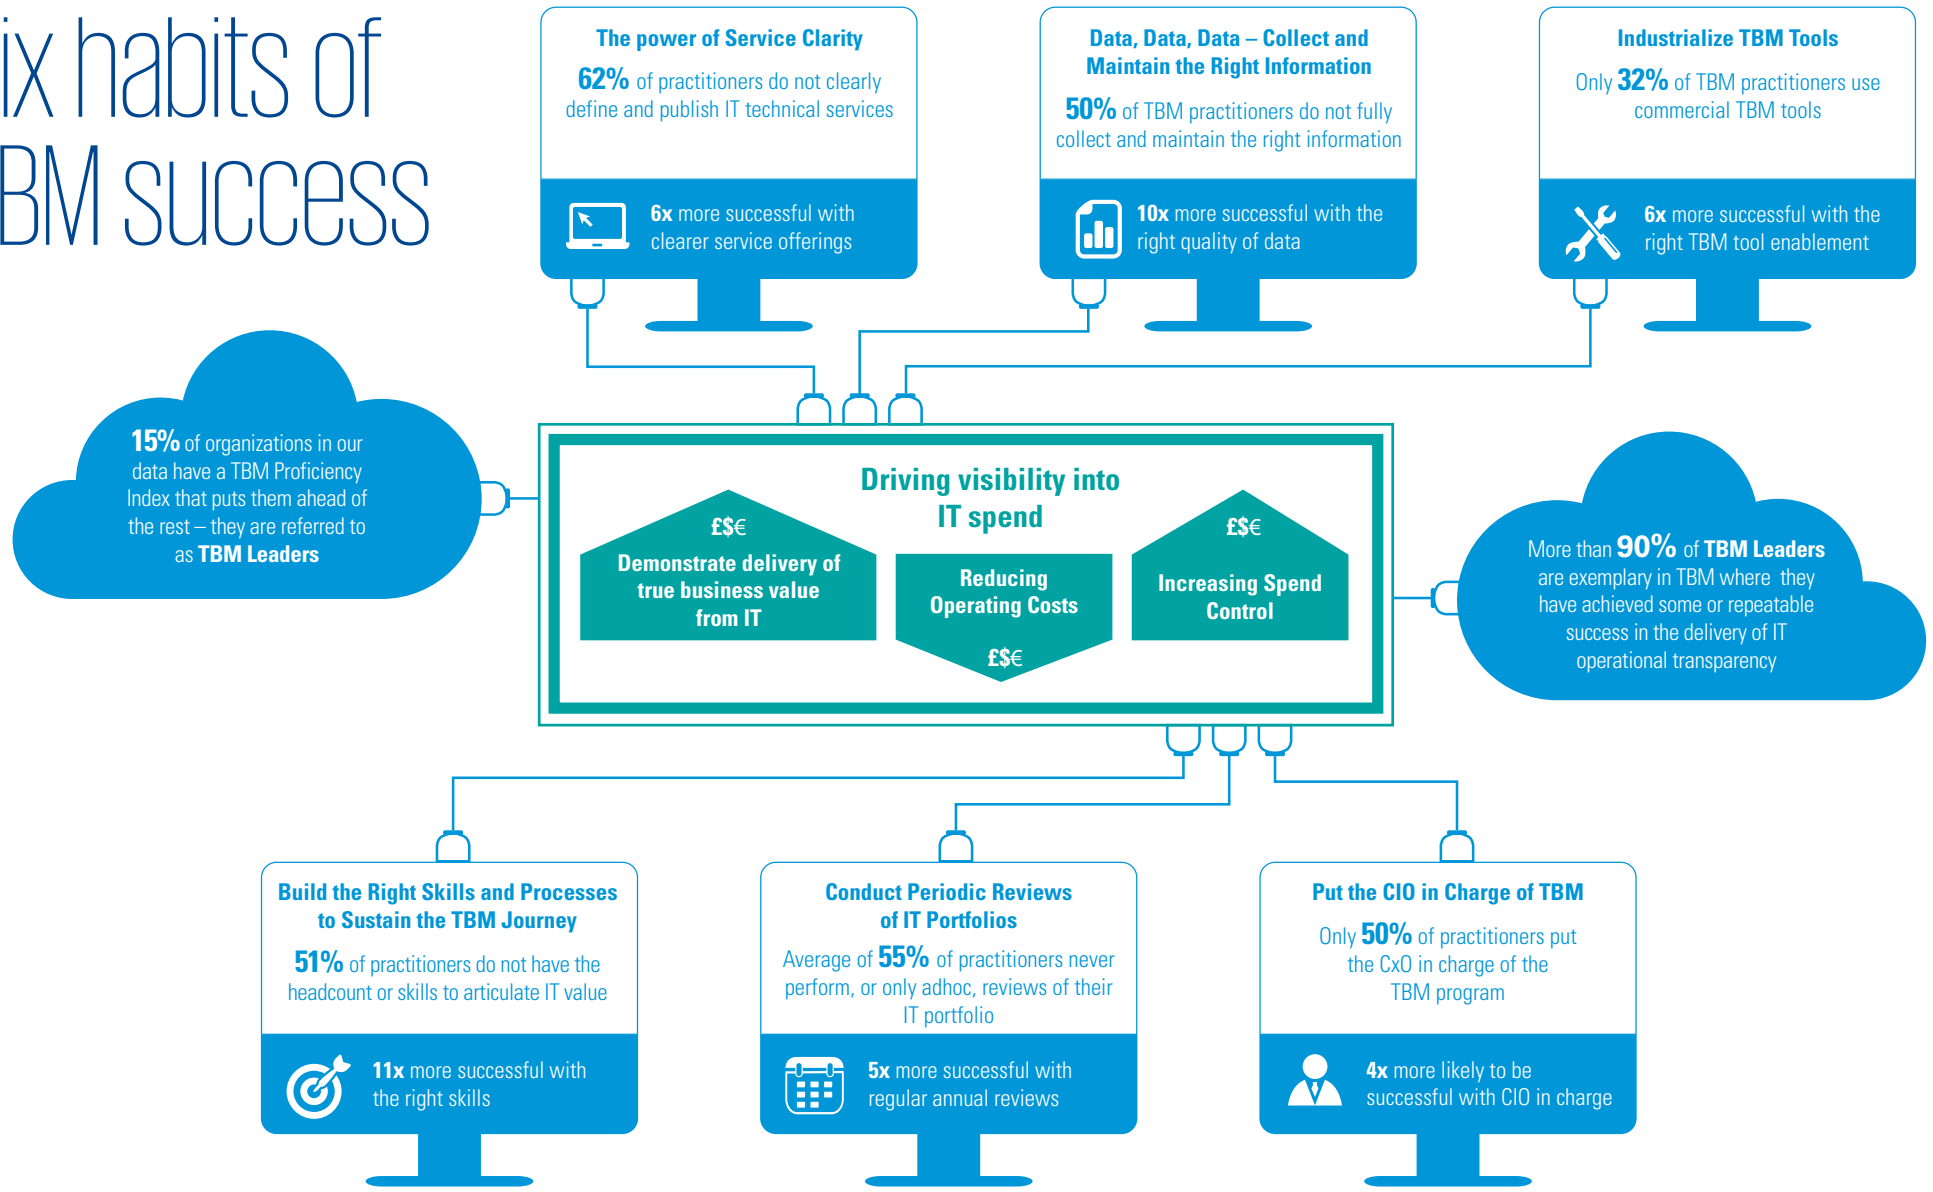 ix habits of
BM success
The power of Service Clarity
62% of practitioners do not clearly
define and publish IT technical services
6x more successful with
clearer service offerings
Data, Data, Data – Collect and
Maintain the Right Information
50% of TBM practitioners do not fully
collect and maintain the right information
10x more successful with the
right quality of data
Industrialize TBM Tools
Only 32% of TBM practitioners use
commercial TBM tools
6x more successful with the
right TBM tool enablement
15% of organizations in our
data have a TBM Proficiency
Index that puts them ahead of
the rest – they are referred to
as TBM Leaders
Driving visibility into
IT spend
£$€
Demonstrate delivery of
true business value
from IT
Reducing
Operating Costs
£$€
£$€
Increasing Spend
Control
More than 90% of TBM Leaders
are exemplary in TBM where they
have achieved some or repeatable
success in the delivery of IT
operational transparency
Build the Right Skills and Processes
to Sustain the TBM Journey
51% of practitioners do not have the
headcount or skills to articulate IT value
11x more successful with
the right skills
Conduct Periodic Reviews
of IT Portfolios
Average of 55% of practitioners never
perform, or only adhoc, reviews of their
IT portfolio
5x more successful with
regular annual reviews
Put the CIO in Charge of TBM
Only 50% of practitioners put
the CxO in charge of the
TBM program
4x more likely to be
successful with CIO in charge